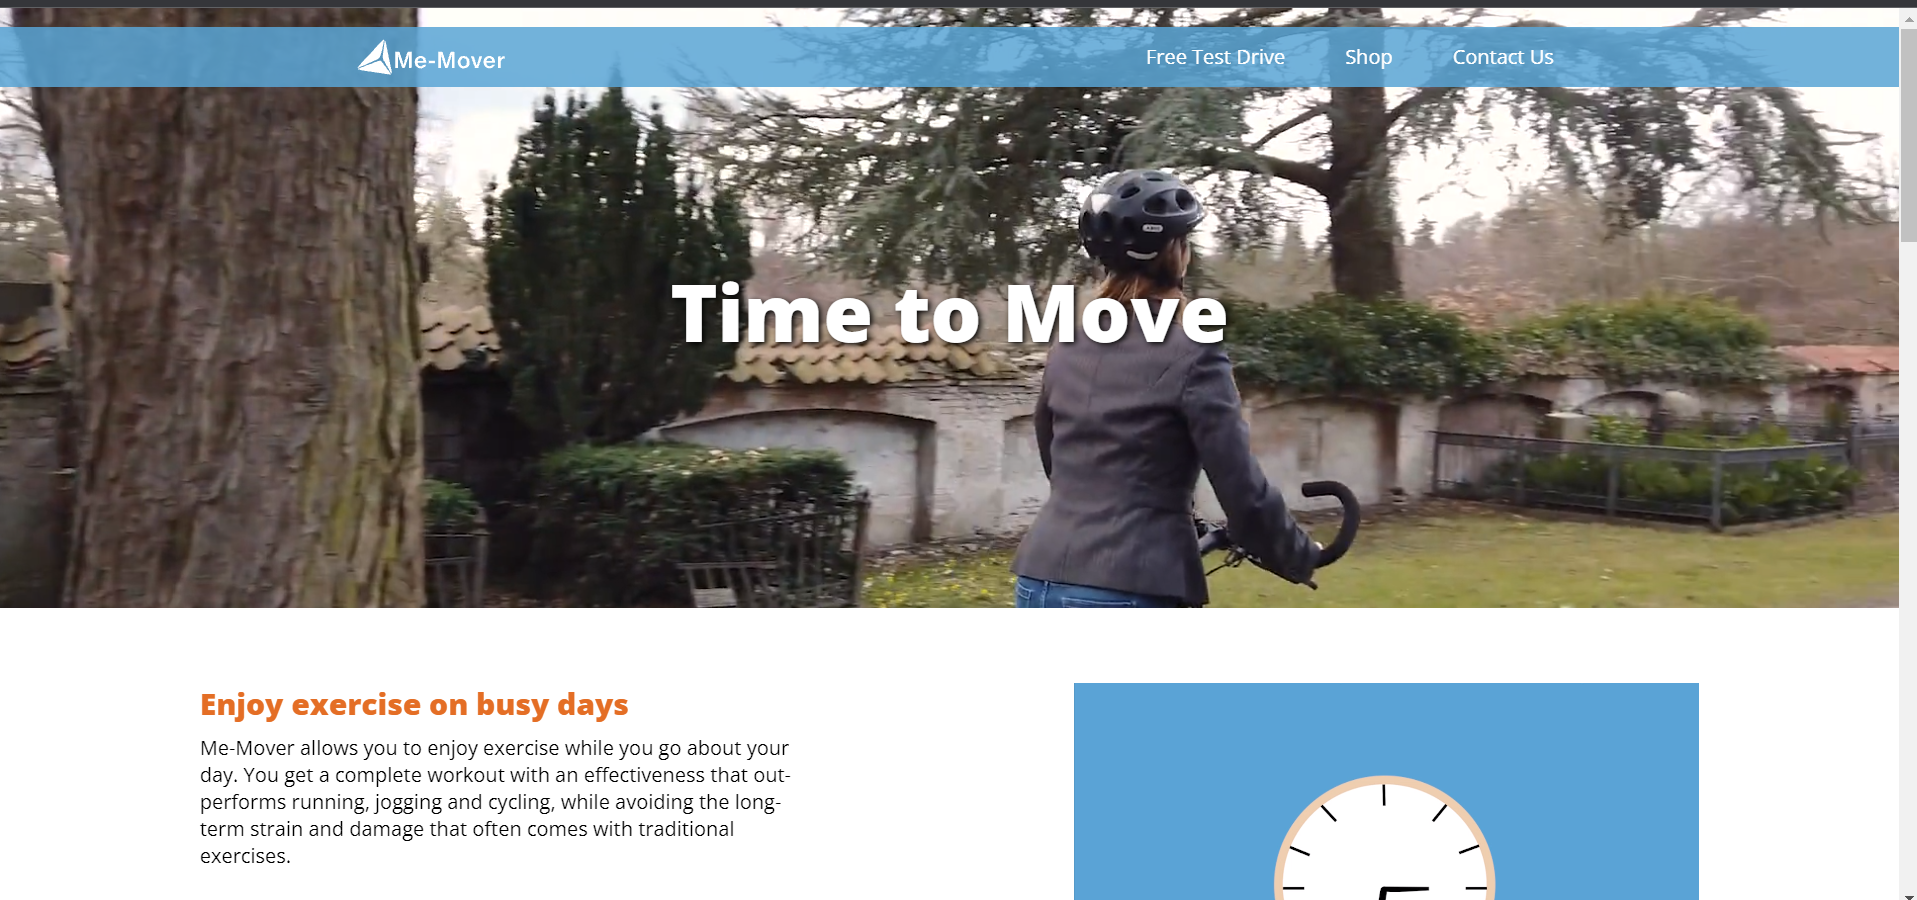 Me-Mover
Free Test Drive
Shop
Contact Us
Time to Move
Enjoy exercise on busy days
Me-Mover allows you to enjoy exercise while you go about your
day. You get a complete workout with an effectiveness that out-
performs running, jogging and cycling, while avoiding the long-
term strain and damage that often comes with traditional
exercises.